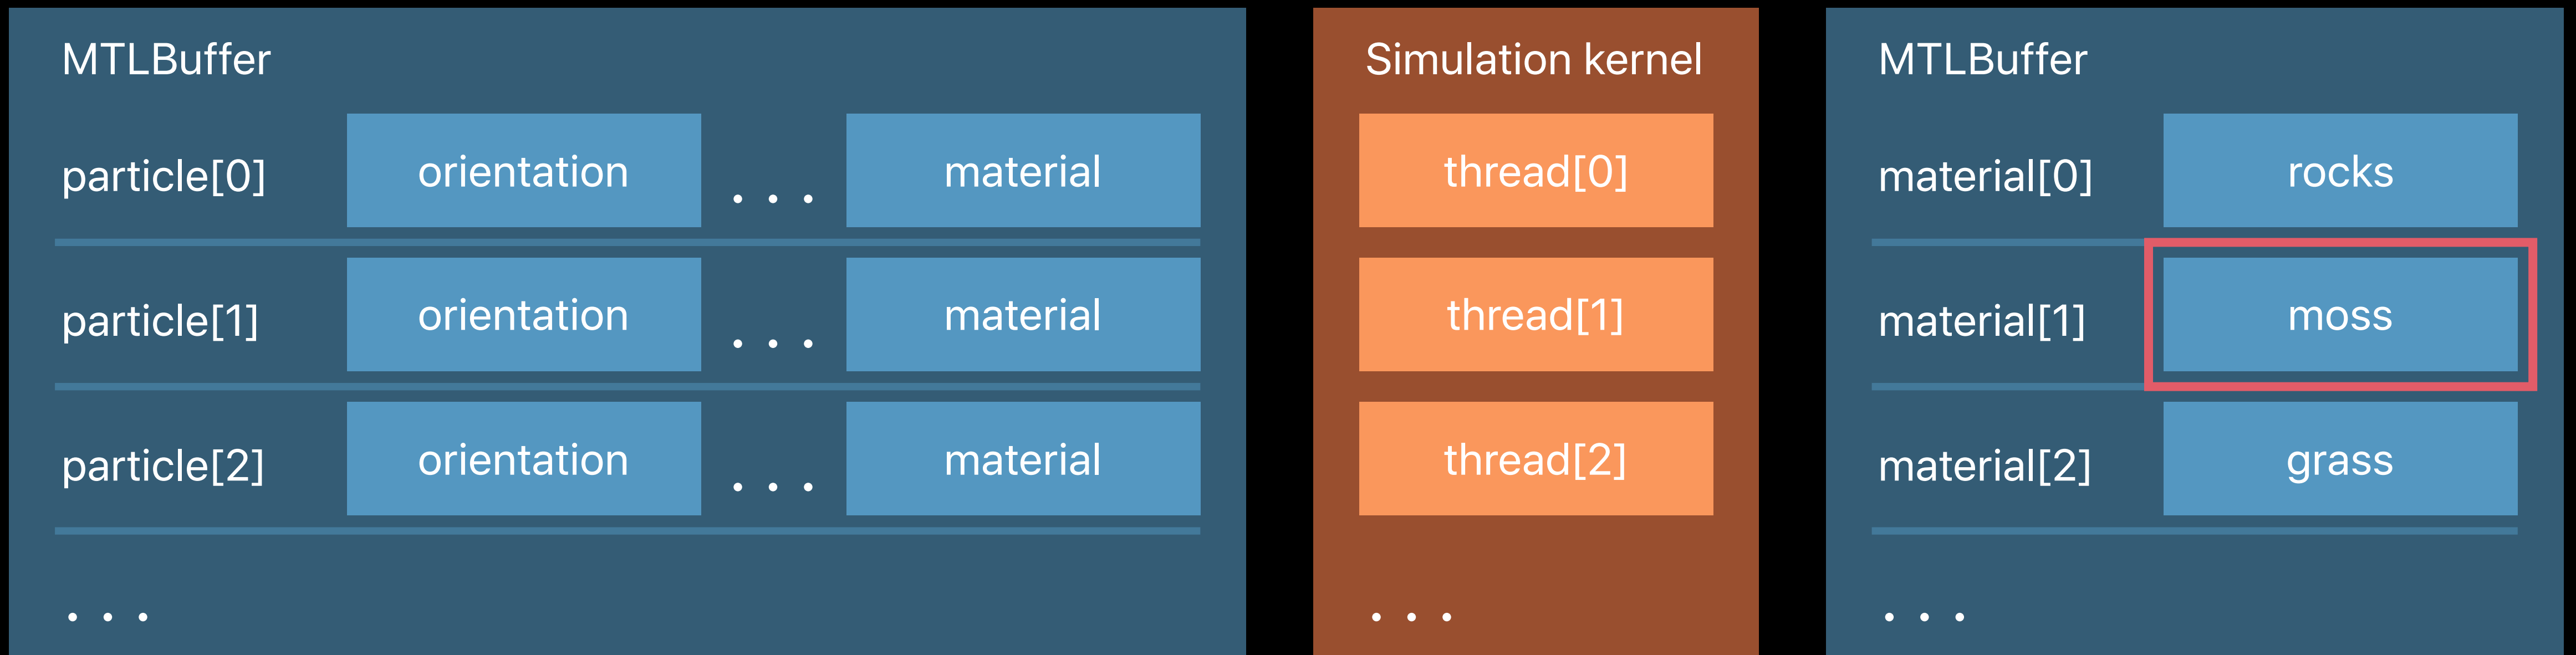 MTLBuffer
particle[0] orientation ... material
particle[1] orientation ... material
particle[2] orientation ... material
...
Simulation kernel
thread[0]
thread[1]
thread[2]
...
MTLBuffer
material[0] rocks
material[1] moss
material[2] grass
...